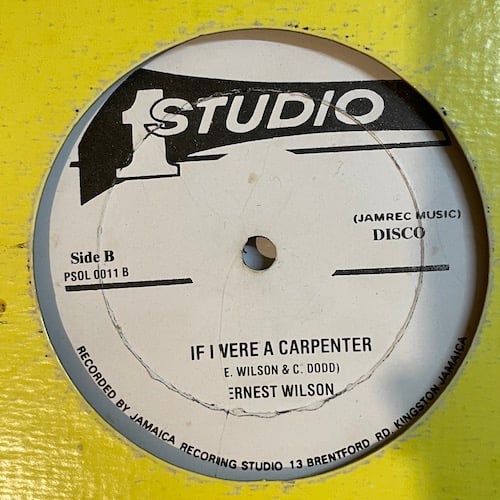 1 STUDIO
(JAMREC MUSIC)
DISCO
Side B
PSOL 0011 B
IF I WERE A CARPENTER
(E. WILSON & C. DODD)
ERNEST WILSON
RECORDED BY JAMAICA RECORING STUDIO 13 BRENTFORD RD KINGSTON JAMAICA